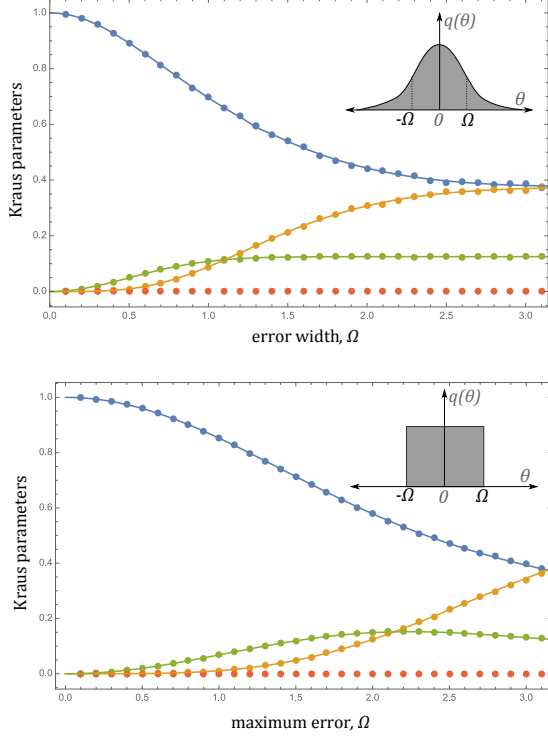 Kraus parameters
1.0
0.8
0.6
0.4
0.2
0.0
0.0 0.5 1.0 1.5 2.0 2.5 3.0
error width, Ω
q(θ)
-Ω 0 Ω θ
Kraus parameters
1.0
0.8
0.6
0.4
0.2
0.0
0.0 0.5 1.0 1.5 2.0 2.5 3.0
maximum error, Ω
q(θ)
θ
-Ω 0 Ω